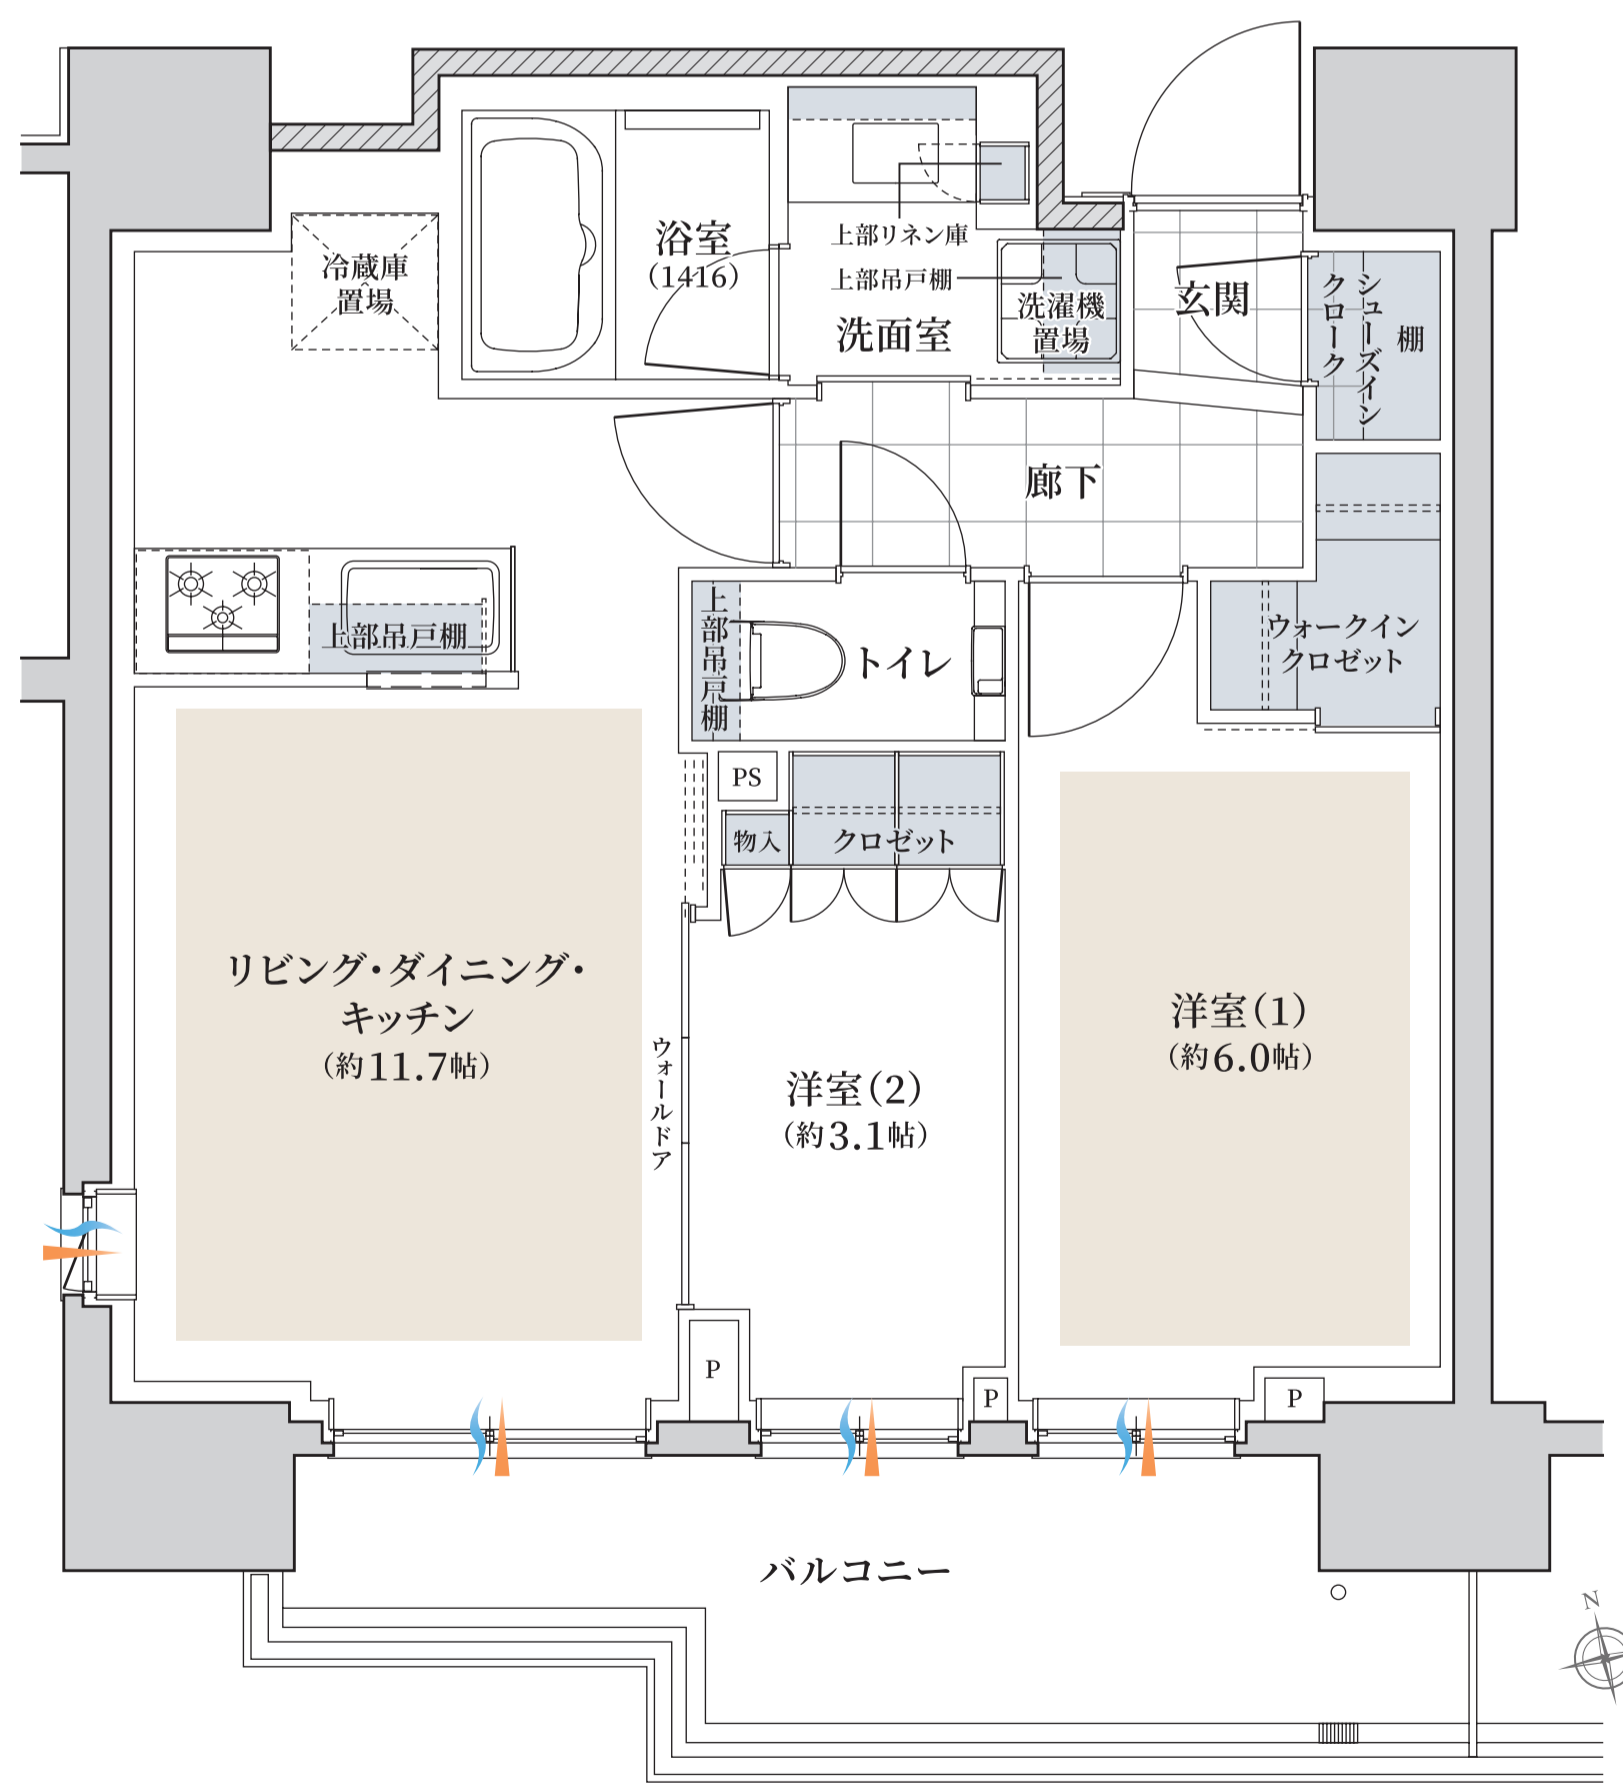 冷蔵庫
置場
浴室
(1416)
上部リネン庫
上部吊戸棚
洗面室
洗濯機
置場
玄関
シューズイン
クローク
棚
廊下
上部吊戸棚
上部吊戸棚
トイレ
ウォークイン
クロゼット
PS
物入
クロゼット
リビング・ダイニング・
キッチン
(約11.7帖)
ウォールドア
洋室(2)
(約3.1帖)
洋室(1)
(約6.0帖)
P
P
P
バルコニー
N